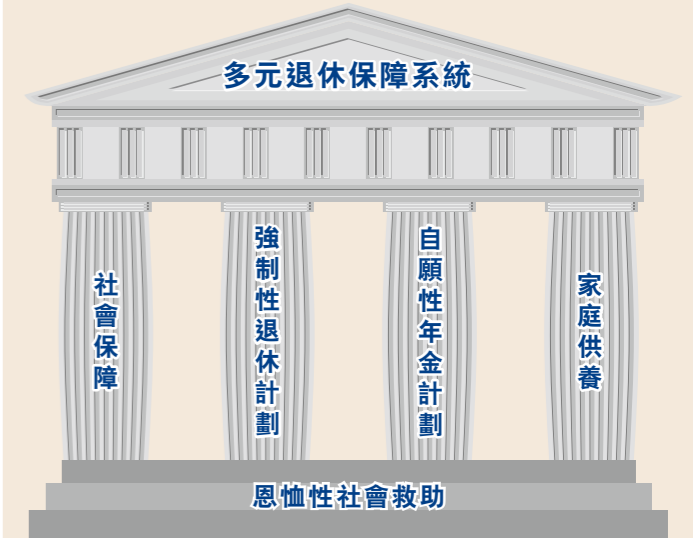 多元退休保障系統
社會保障
強制性退休計劃
自願性年金計劃
家庭供養
恩恤性社會救助